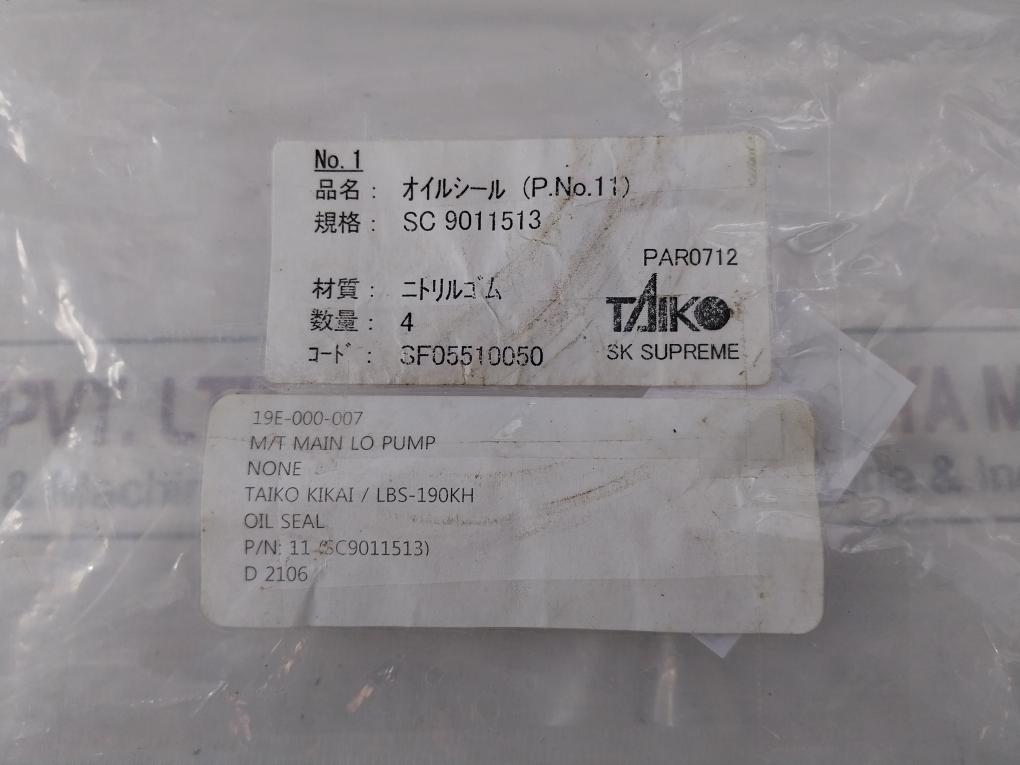 No. 1
品名： オイルシール (P.No.11)
規格： SC 9011513
PAR0712
材質： ニトリルゴム
TAIKO
数量： 4
コード： SF05510050
SK SUPREME
19E-000-007
M/T MAIN LO PUMP
NONE
TAIKO KIKAI / LBS-190KH
OIL SEAL
P/N: 11 (SC9011513)
D 2106